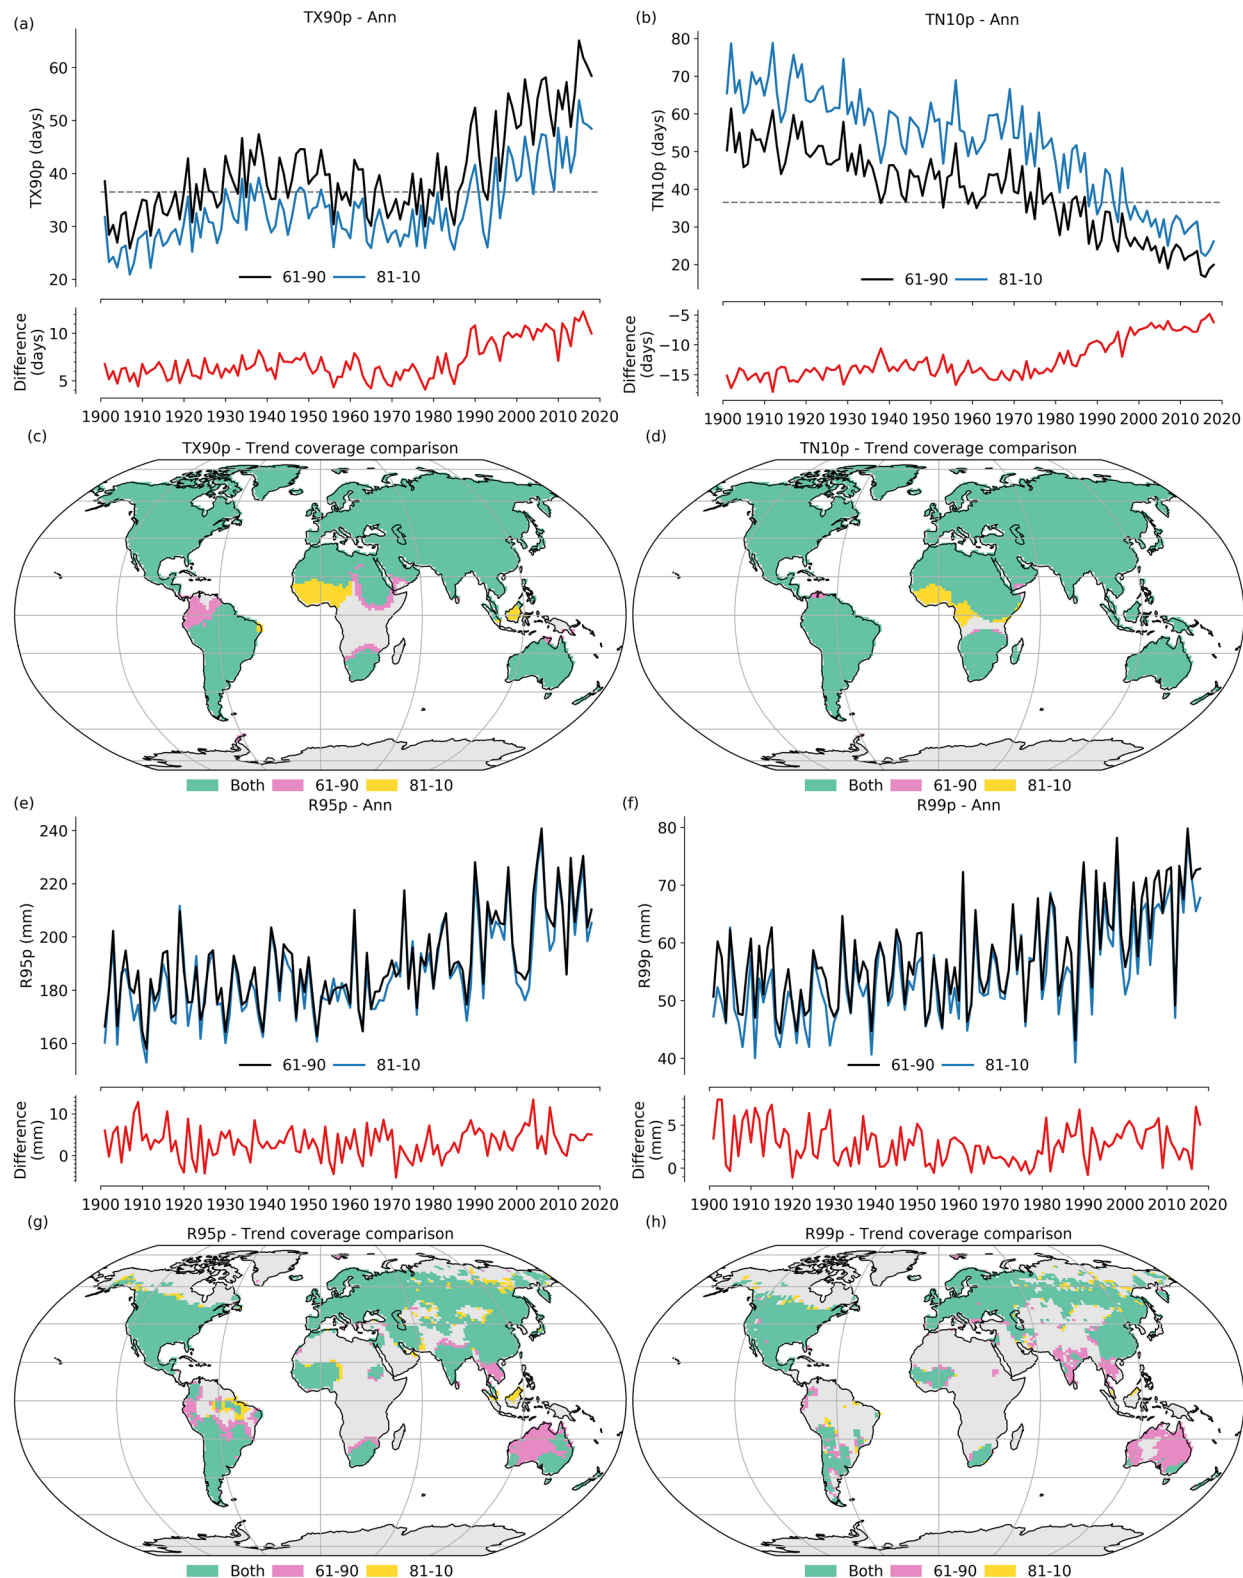 (a) TX90p - Ann
(b) TN10p - Ann
TX90p (days)
60
50
40
30
20
61-90 81-10
TN10p (days)
80
70
60
50
40
30
20
61-90 81-10
Difference
(days)
10
5
1900 1910 1920 1930 1940 1950 1960 1970 1980 1990 2000 2010 2020
Difference
(days)
−5
−10
−15
1900 1910 1920 1930 1940 1950 1960 1970 1980 1990 2000 2010 2020
(c) TX90p - Trend coverage comparison
Both 61-90 81-10
(d) TN10p - Trend coverage comparison
Both 61-90 81-10
(e) R95p - Ann
(f) R99p - Ann
R95p (mm)
240
220
200
180
160
61-90 81-10
R99p (mm)
80
70
60
50
40
61-90 81-10
Difference
(mm)
10
0
1900 1910 1920 1930 1940 1950 1960 1970 1980 1990 2000 2010 2020
Difference
(mm)
5
0
1900 1910 1920 1930 1940 1950 1960 1970 1980 1990 2000 2010 2020
(g) R95p - Trend coverage comparison
Both 61-90 81-10
(h) R99p - Trend coverage comparison
Both 61-90 81-10